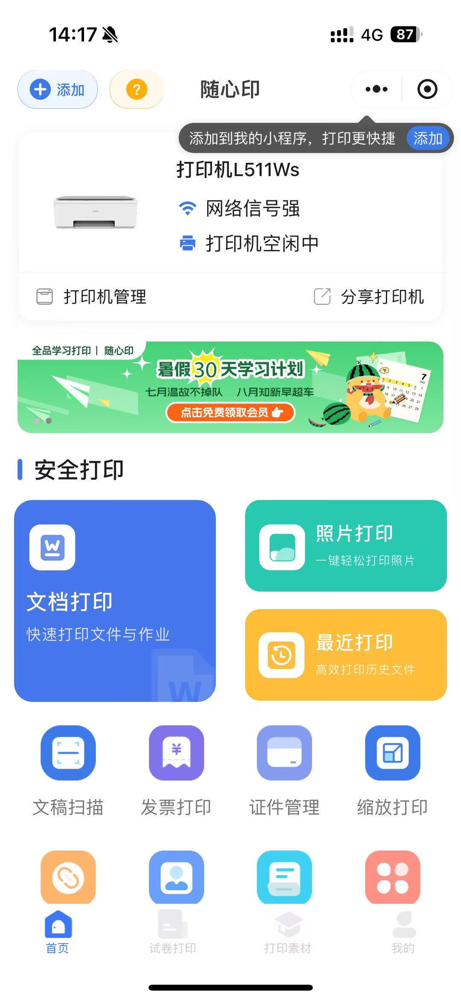 14:17
4G
87
添加
?
随心印
添加到我的小程序，打印更快捷
添加
打印机L511Ws
网络信号强
打印机空闲中
打印机管理
分享打印机
全品学习打印 | 随心印
暑假30天学习计划
七月温故不掉队 八月知新早超车
点击免费领取会员
7
安全打印
文档打印
快速打印文件与作业
照片打印
一键轻松打印照片
最近打印
高效打印历史文件
文稿扫描
发票打印
证件管理
缩放打印
首页
试卷打印
打印素材
我的